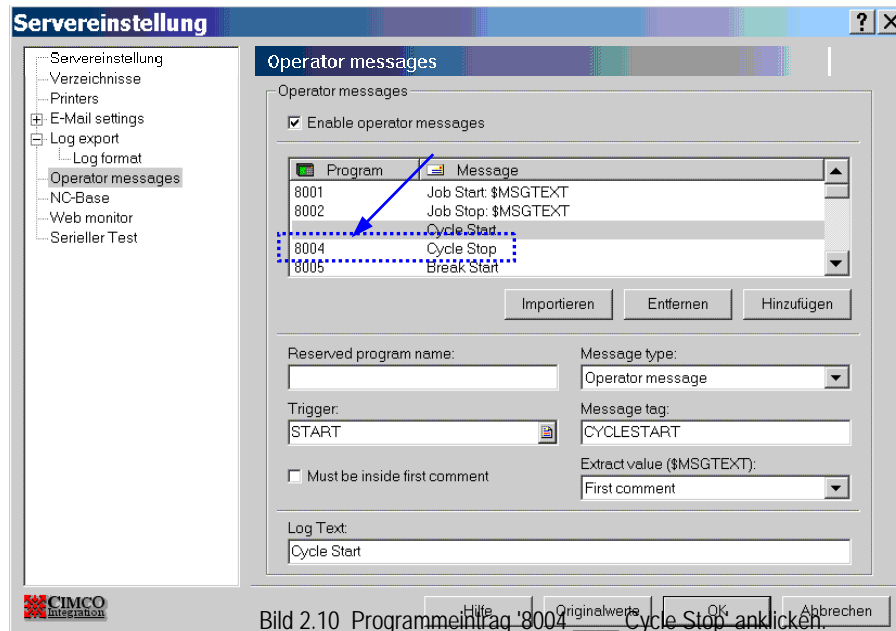 Servereinstellung
Servereinstellung
Verzeichnisse
Printers
E-Mail settings
Log export
Log format
Operator messages
NC-Base
Web monitor
Serieller Test
Operator messages
Operator messages
Enable operator messages
Program Message
8001 Job Start: $MSGTEXT
8002 Job Stop: $MSGTEXT
Cycle Start
8004 Cycle Stop
8005 Break Start
Importieren Entfernen Hinzufügen
Reserved program name: Message type:
Operator message
Trigger: Message tag:
START CYCLESTART
Must be inside first comment Extract value ($MSGTEXT):
First comment
Log Text:
Cycle Start
CIMCO
Integration
Hilfe Originalwerte OK Abbrechen
Bild 2.10 Programmeintrag '8004 ___ Cycle Stop' anklicken.